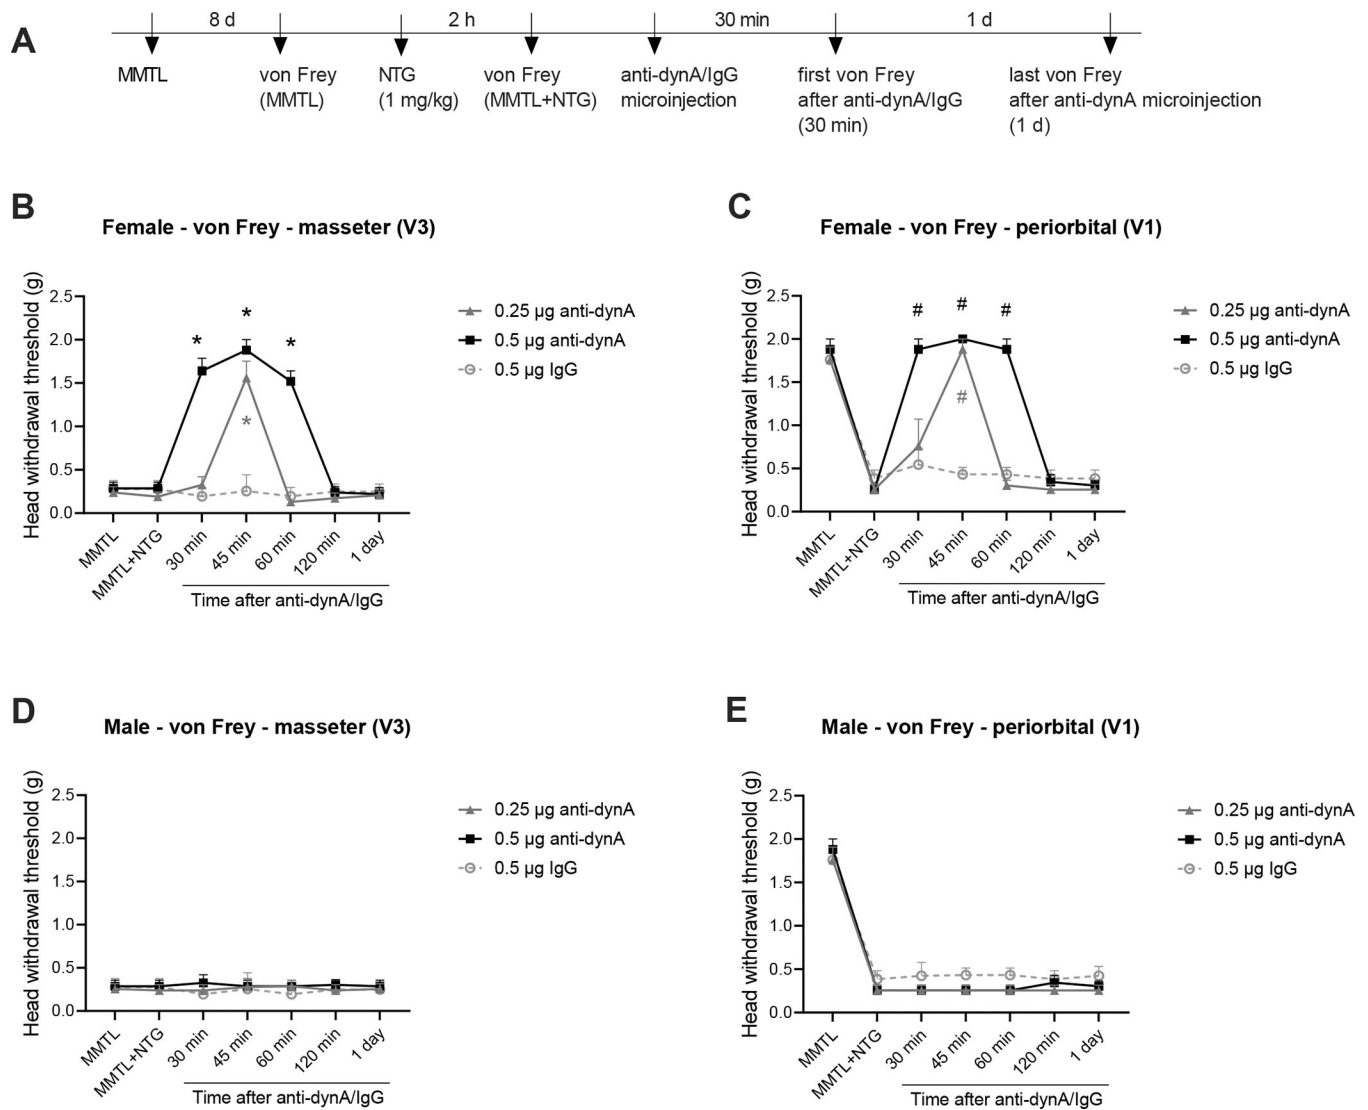 A
8 d
2 h
30 min
1 d
MMTL
von Frey
(MMTL)
NTG
(1 mg/kg)
von Frey
(MMTL+NTG)
anti-dynA/IgG
microinjection
first von Frey
after anti-dynA/IgG
(30 min)
last von Frey
after anti-dynA microinjection
(1 d)
B
Female - von Frey - masseter (V3)
Head withdrawal threshold (g)
2.5
2.0
1.5
1.0
0.5
0.0
* * *
*
0.25 µg anti-dynA
0.5 µg anti-dynA
0.5 µg IgG
MMTL
MMTL+NTG
30 min
45 min
60 min
120 min
1 day
Time after anti-dynA/IgG
C
Female - von Frey - periorbital (V1)
Head withdrawal threshold (g)
2.5
2.0
1.5
1.0
0.5
0.0
# # #
#
0.25 µg anti-dynA
0.5 µg anti-dynA
0.5 µg IgG
MMTL
MMTL+NTG
30 min
45 min
60 min
120 min
1 day
Time after anti-dynA/IgG
D
Male - von Frey - masseter (V3)
Head withdrawal threshold (g)
2.5
2.0
1.5
1.0
0.5
0.0
0.25 µg anti-dynA
0.5 µg anti-dynA
0.5 µg IgG
MMTL
MMTL+NTG
30 min
45 min
60 min
120 min
1 day
Time after anti-dynA/IgG
E
Male - von Frey - periorbital (V1)
Head withdrawal threshold (g)
2.5
2.0
1.5
1.0
0.5
0.0
0.25 µg anti-dynA
0.5 µg anti-dynA
0.5 µg IgG
MMTL
MMTL+NTG
30 min
45 min
60 min
120 min
1 day
Time after anti-dynA/IgG